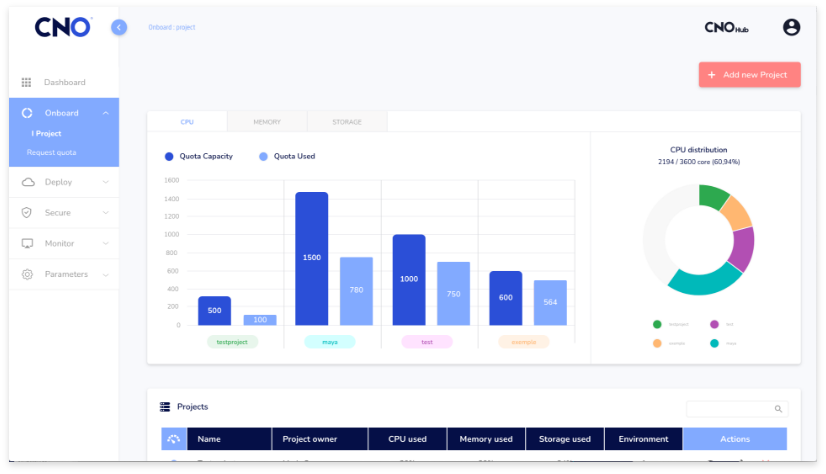 CNO
Onboard : project
CNO Hub
+ Add new Project
Dashboard
Onboard
I Project
Request quota
Deploy
Secure
Monitor
Parameters
CPU
MEMORY
STORAGE
Quota Capacity
Quota Used
CPU distribution
2194 / 3600 core (60,94%)
1600
1400
1200
1000
800
600
400
200
0
500
100
1500
780
1000
750
600
564
testproject
maya
test
exemple
test
maya
Projects
Name Project owner CPU used Memory used Storage used Environment Actions